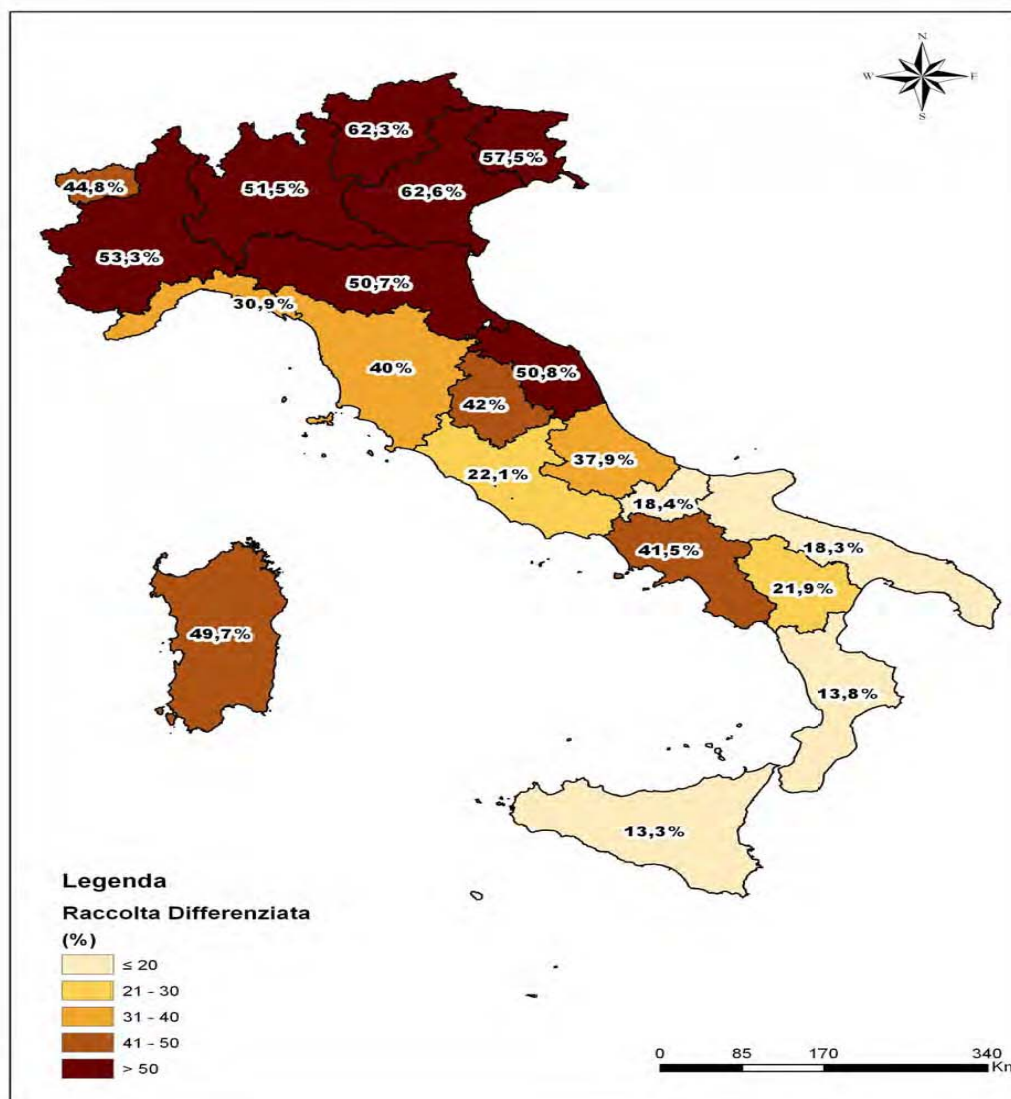 N
W E
S
62,3%
57,5%
44,8%
51,5%
62,6%
53,3%
50,7%
30,9%
40%
50,8%
42%
37,9%
22,1%
18,4%
41,5%
18,3%
21,9%
49,7%
13,8%
13,3%
Legenda
Raccolta Differenziata
(%)
≤ 20
21 - 30
31 - 40
41 - 50
> 50
0 85 170 340
Km